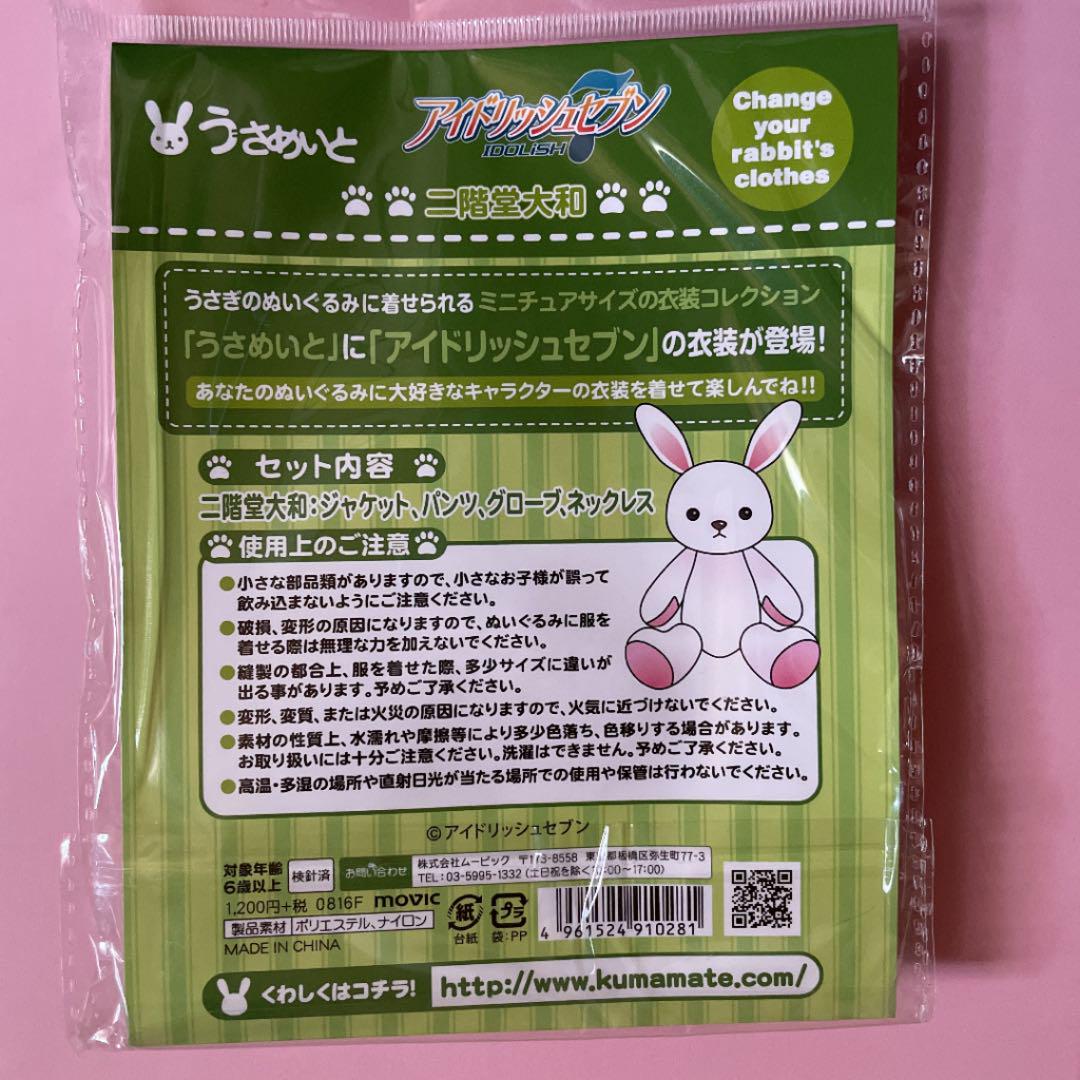 うさめいと
アイドリッシュセブン
IDOLiSH7
Change
your
rabbit's
clothes
二階堂大和
うさぎのぬいぐるみに着せられる ミニチュアサイズの衣装コレクション
「うさめいと」に「アイドリッシュセブン」の衣装が登場!
あなたのぬいぐるみに大好きなキャラクターの衣装を着せて楽しんでね!!
セット内容
二階堂大和:ジャケット、パンツ、グローブ、ネックレス
使用上のご注意
●小さな部品類がありますので、小さなお子様が誤って
飲み込まないようにご注意ください。
●破損、変形の原因になりますので、ぬいぐるみに服を
着せる際は無理な力を加えないでください。
●縫製の都合上、服を着せた際、多少サイズに違いが
出る事があります。予めご了承ください。
●変形、変質、または火災の原因になりますので、火気に近づけないでください。
●素材の性質上、水濡れや摩擦等により多少色落ち、色移りする場合があります。
お取り扱いには十分ご注意ください。洗濯はできません。予めご了承ください。
●高温・多湿の場所や直射日光が当たる場所での使用や保管は行わないでください。
©アイドリッシュセブン
対象年齢
6歳以上
検針済
お問い合わせ
株式会社ムービック 〒173-8558 東京都板橋区弥生町77-3
TEL:03-5995-1332 (土日祝を除く10:00〜17:00)
1,200円+税 0816F movic
製品素材 ポリエステル、ナイロン
MADE IN CHINA
紙
台紙
プラ
袋:PP
4 961524 910281
くわしくはコチラ! http://www.kumamate.com/